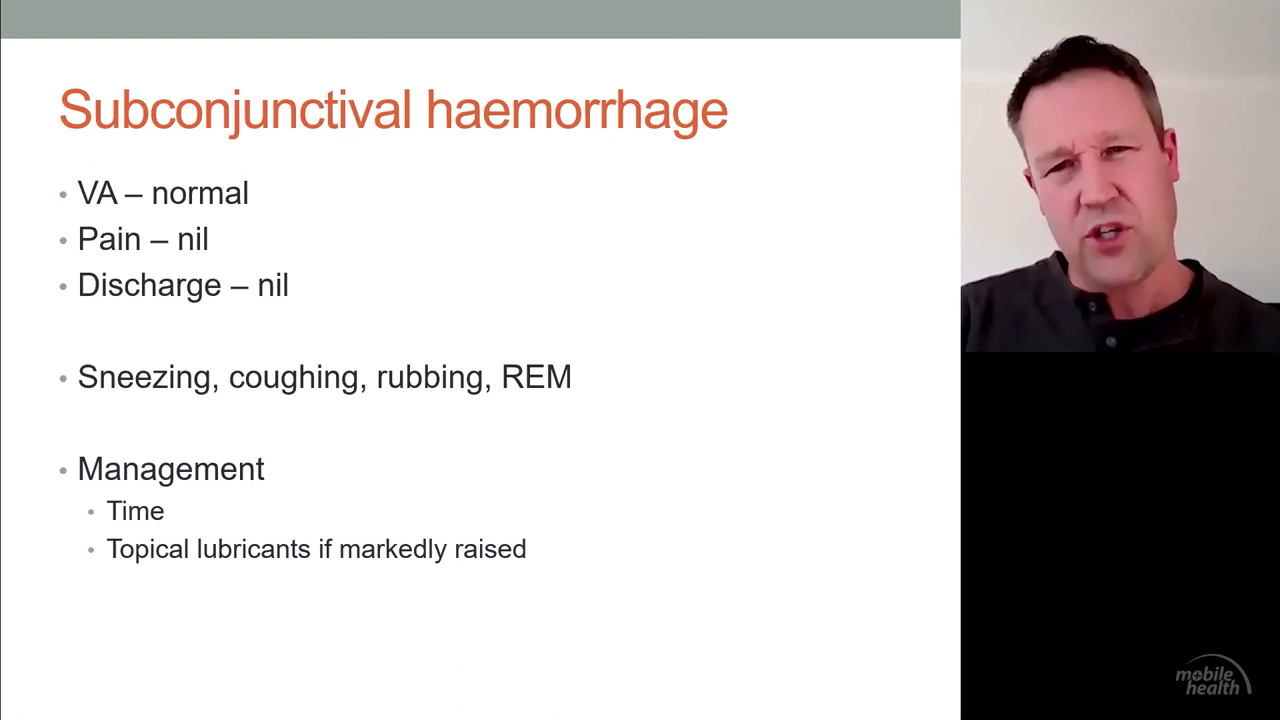 Subconjunctival haemorrhage
• VA – normal
• Pain – nil
• Discharge – nil
• Sneezing, coughing, rubbing, REM
• Management
• Time
• Topical lubricants if markedly raised
mobile
health